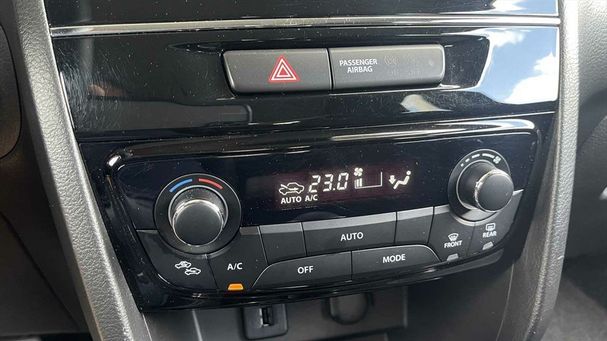 PASSENGER
AIRBAG
23.0
AUTO A/C
AUTO
A/C
OFF
MODE
FRONT
REAR